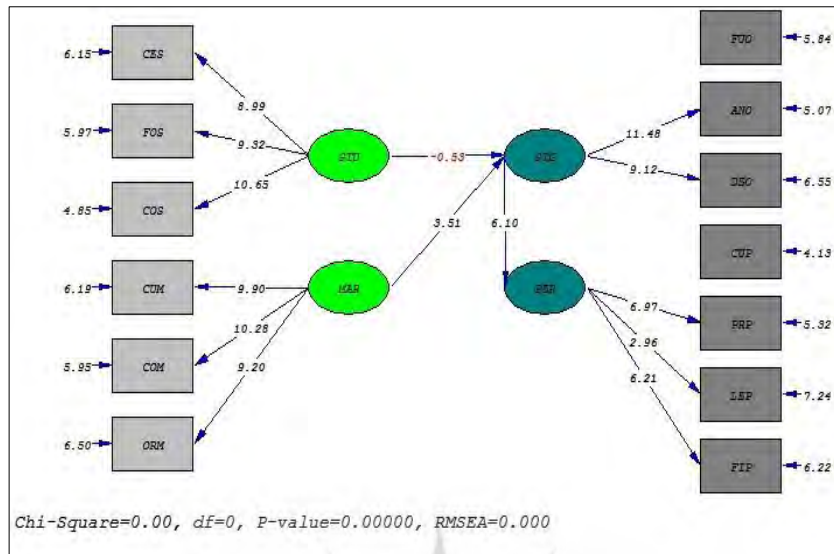 6.15
CES
8.99
5.97
FOS
9.32
4.85
COS
10.65
6.19
CUM
9.90
5.95
COM
10.28
6.50
ORM
9.20
-0.53
MAR
3.51
6.10
FUO
5.84
11.48
ANO
5.07
9.12
DSO
6.55
CUP
4.13
6.97
PRP
5.32
2.96
LEP
7.24
6.21
FIP
6.22
Chi-Square=0.00, df=0, P-value=0.00000, RMSEA=0.000